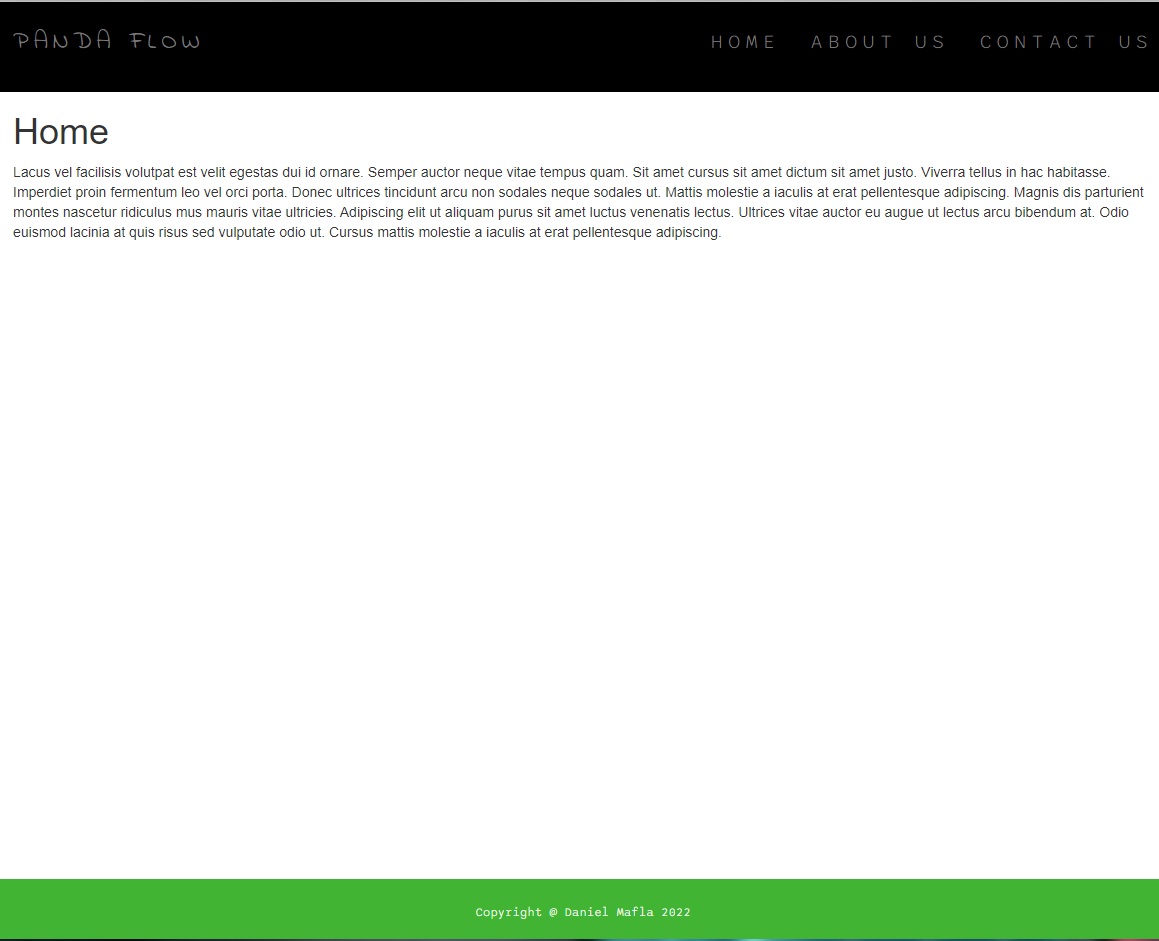 PANDA FLOW
HOME ABOUT US CONTACT US
Home
Lacus vel facilisis volutpat est velit egestas dui id ornare. Semper auctor neque vitae tempus quam. Sit amet cursus sit amet dictum sit amet justo. Viverra tellus in hac habitasse.
Imperdiet proin fermentum leo vel orci porta. Donec ultrices tincidunt arcu non sodales neque sodales ut. Mattis molestie a iaculis at erat pellentesque adipiscing. Magnis dis parturient
montes nascetur ridiculus mus mauris vitae ultricies. Adipiscing elit ut aliquam purus sit amet luctus venenatis lectus. Ultrices vitae auctor eu augue ut lectus arcu bibendum at. Odio
euismod lacinia at quis risus sed vulputate odio ut. Cursus mattis molestie a iaculis at erat pellentesque adipiscing.
Copyright @ Daniel Mafla 2022